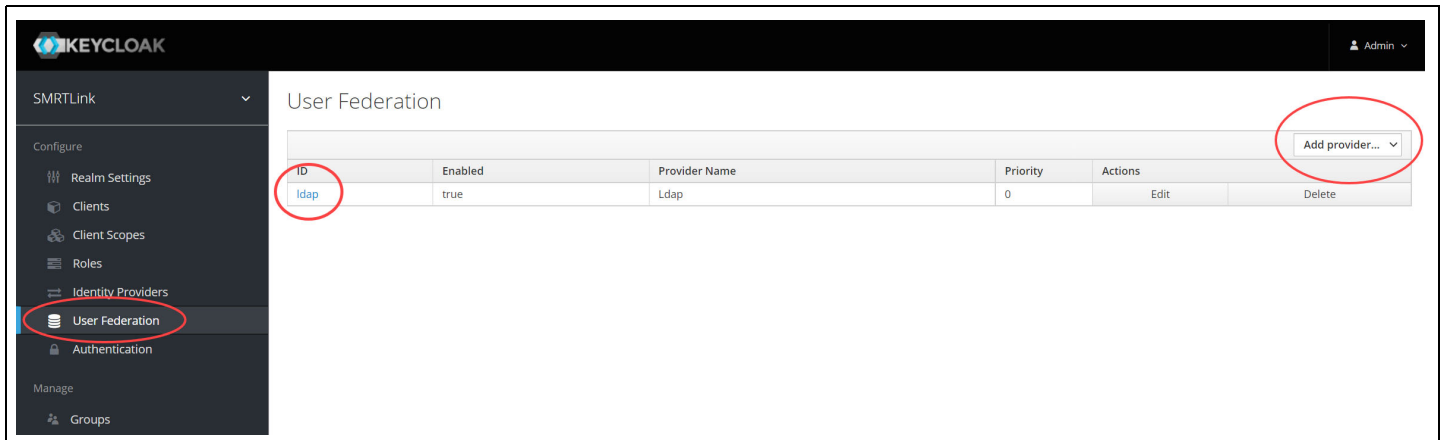 KEYCLOAK
Admin
SMRTLink
User Federation
Configure
Add provider...
ID Enabled Provider Name Priority Actions
ldap true Ldap 0 Edit Delete
Realm Settings
Clients
Client Scopes
Roles
Identity Providers
User Federation
Authentication
Manage
Groups